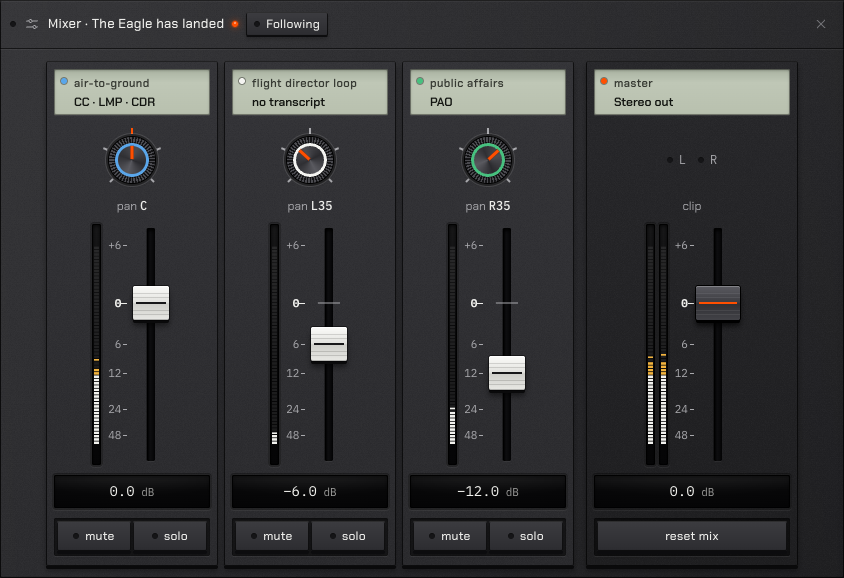 Mixer · The Eagle has landed
Following
air-to-ground
CC · LMP · CDR
pan C
+6
0
6
12
24
48
0.0 dB
mute
solo
flight director loop
no transcript
pan L35
+6
0
6
12
24
48
−6.0 dB
mute
solo
public affairs
PAO
pan R35
+6
0
6
12
24
48
−12.0 dB
mute
solo
master
Stereo out
L R
clip
+6
0
6
12
24
48
0.0 dB
reset mix